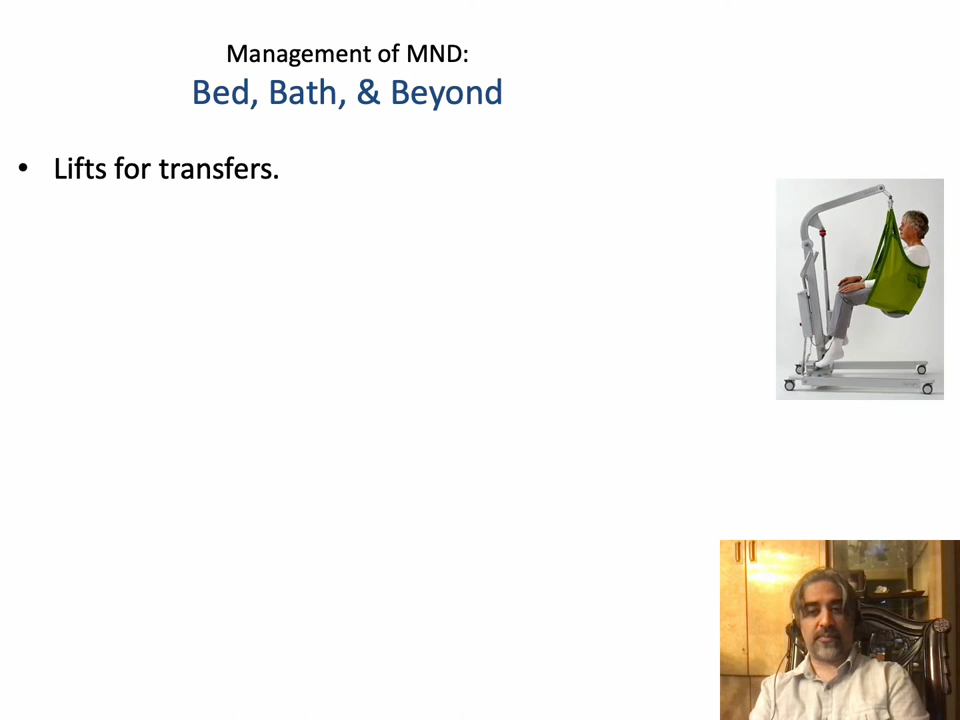 Management of MND:
Bed, Bath, & Beyond
• Lifts for transfers.